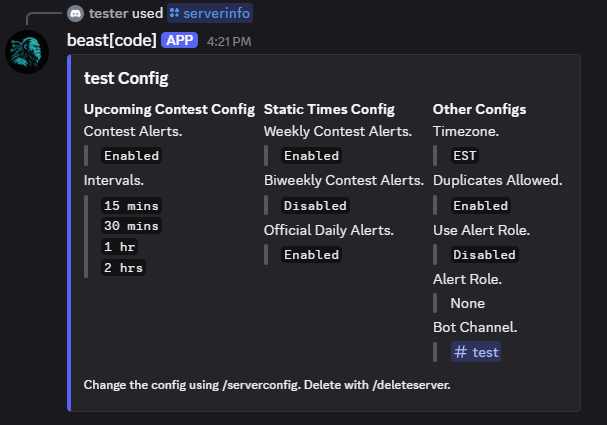 tester used serverinfo
beast[code] APP 4:21 PM
test Config
Upcoming Contest Config
Contest Alerts.
Enabled
Intervals.
15 mins
30 mins
1 hr
2 hrs
Static Times Config
Weekly Contest Alerts.
Enabled
Biweekly Contest Alerts.
Disabled
Official Daily Alerts.
Enabled
Other Configs
Timezone.
EST
Duplicates Allowed.
Enabled
Use Alert Role.
Disabled
Alert Role.
None
Bot Channel.
# test
Change the config using /serverconfig. Delete with /deleteserver.